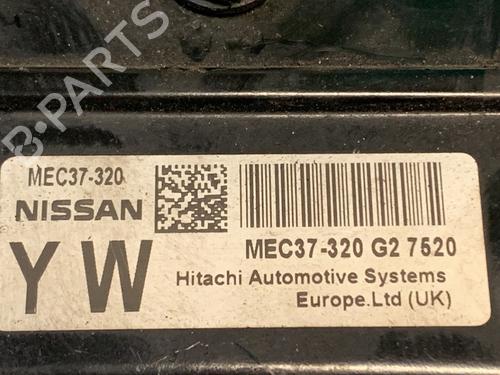 B-PARTS
MEC37-320
NISSAN
YW
MEC37-320 G2 7520
Hitachi Automotive Systems
Europe.Ltd (UK)